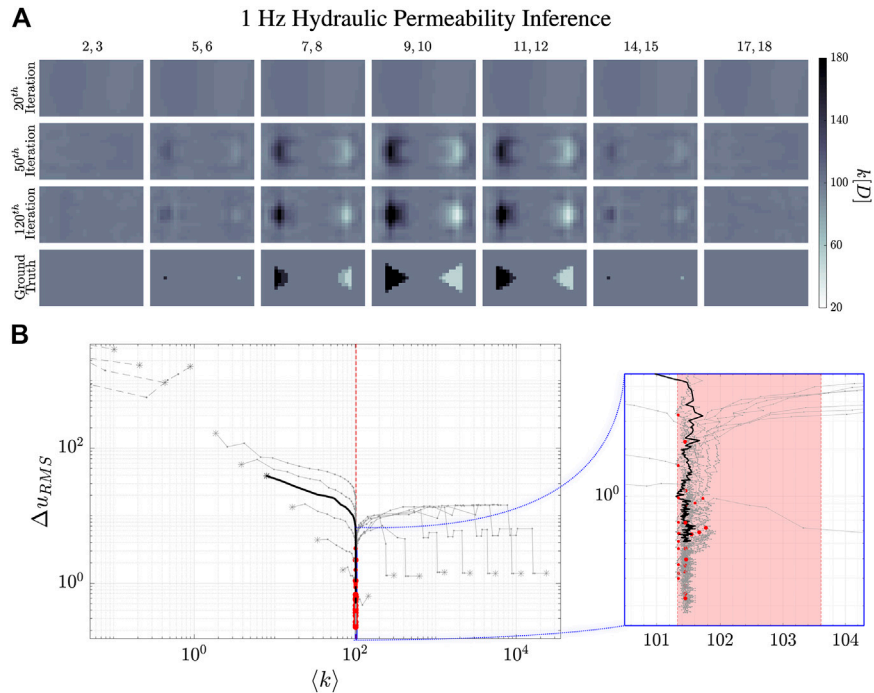 A
1 Hz Hydraulic Permeability Inference
2, 3 5, 6 7, 8 9, 10 11, 12 14, 15 17, 18
20th Iteration
50th Iteration
120th Iteration
Ground Truth
180
140
100
60
20
k[D]
B
10^2
10^0
Δu_RMS
10^0 10^2 10^4
⟨k⟩
10^0
101 102 103 104